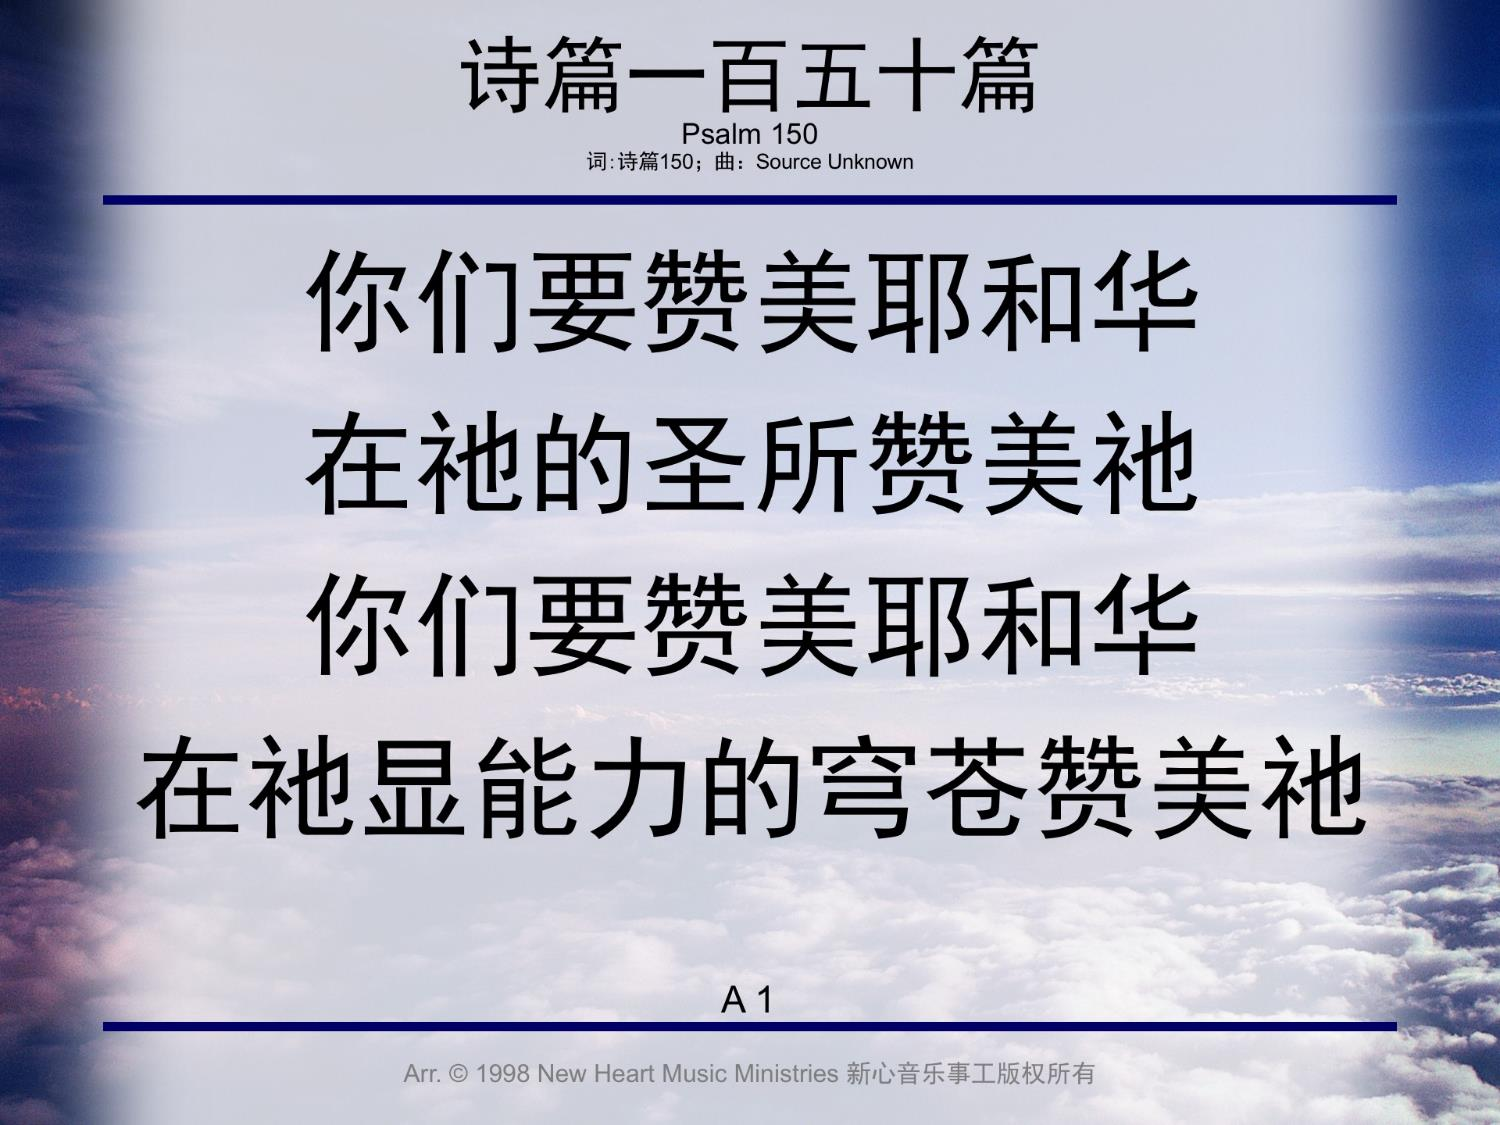 诗篇一百五十篇
Psalm 150
词:诗篇150；曲：Source Unknown
你们要赞美耶和华
在祂的圣所赞美祂
你们要赞美耶和华
在祂显能力的穹苍赞美祂
A 1
Arr. © 1998 New Heart Music Ministries 新心音乐事工版权所有